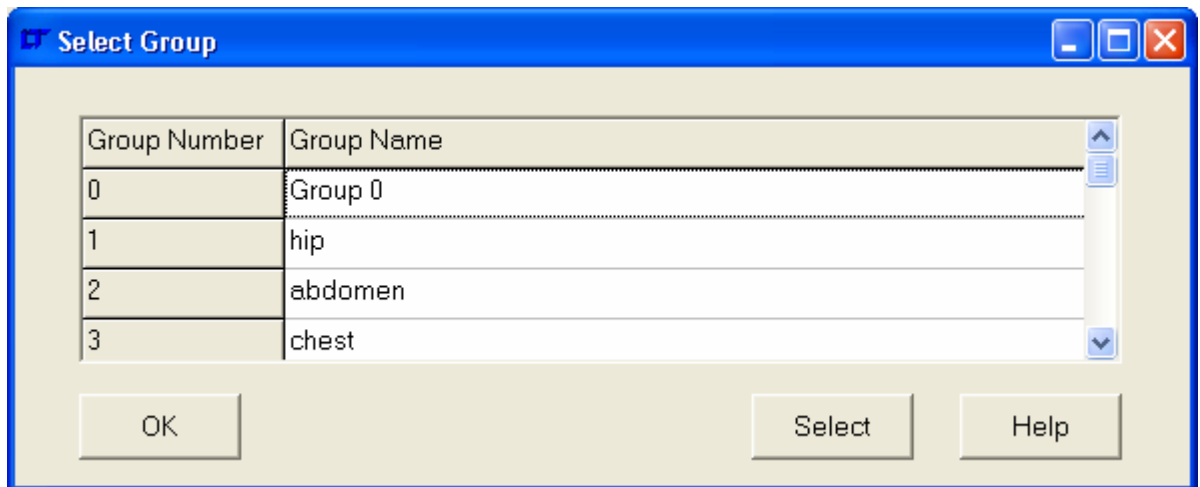 Select Group
Group Number Group Name
0 Group 0
1 hip
2 abdomen
3 chest
OK Select Help